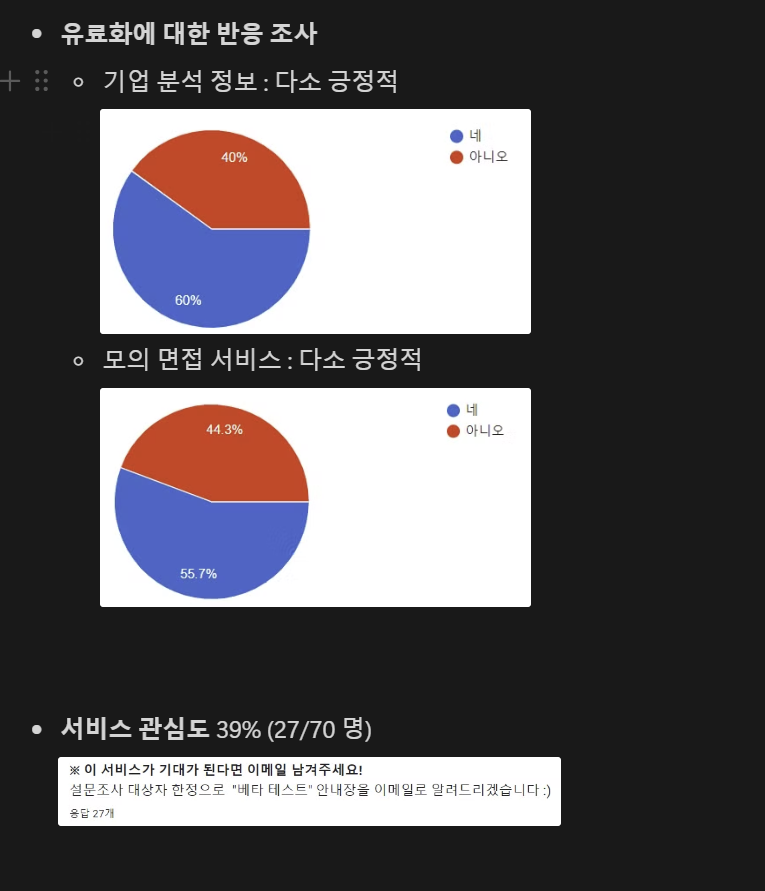 유료화에 대한 반응 조사
기업 분석 정보 : 다소 긍정적
네
아니오
40%
60%
모의 면접 서비스 : 다소 긍정적
네
아니오
44.3%
55.7%
서비스 관심도 39% (27/70 명)
※ 이 서비스가 기대가 된다면 이메일 남겨주세요!
설문조사 대상자 한정으로 "베타 테스트" 안내장을 이메일로 알려드리겠습니다 :)
응답 27개